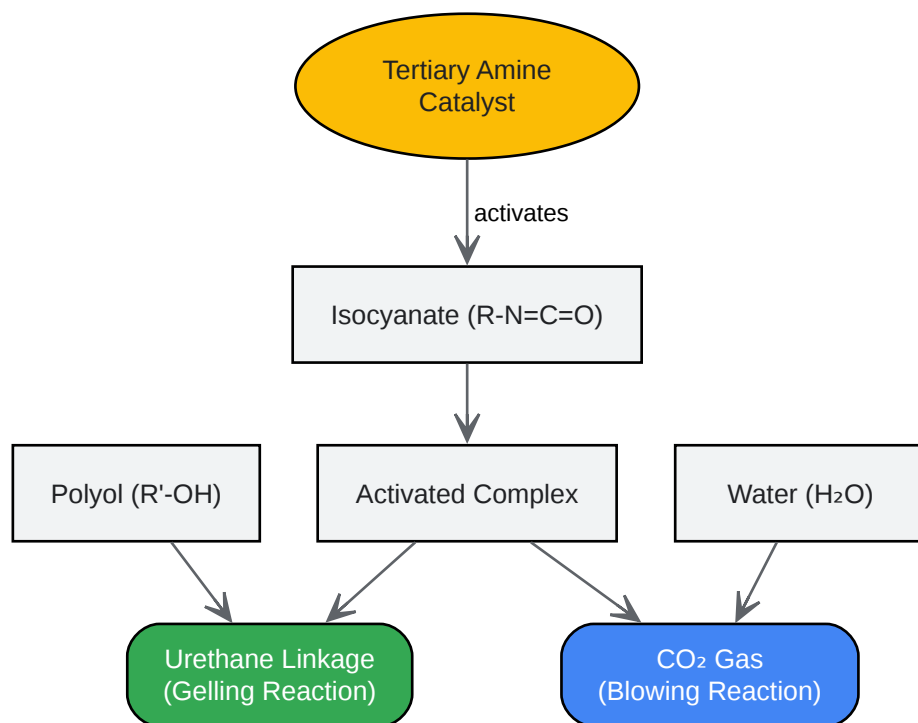 Tertiary Amine
Catalyst
activates
Isocyanate (R-N=C=O)
Polyol (R'-OH)
Activated Complex
Water (H₂O)
Urethane Linkage
(Gelling Reaction)
CO₂ Gas
(Blowing Reaction)